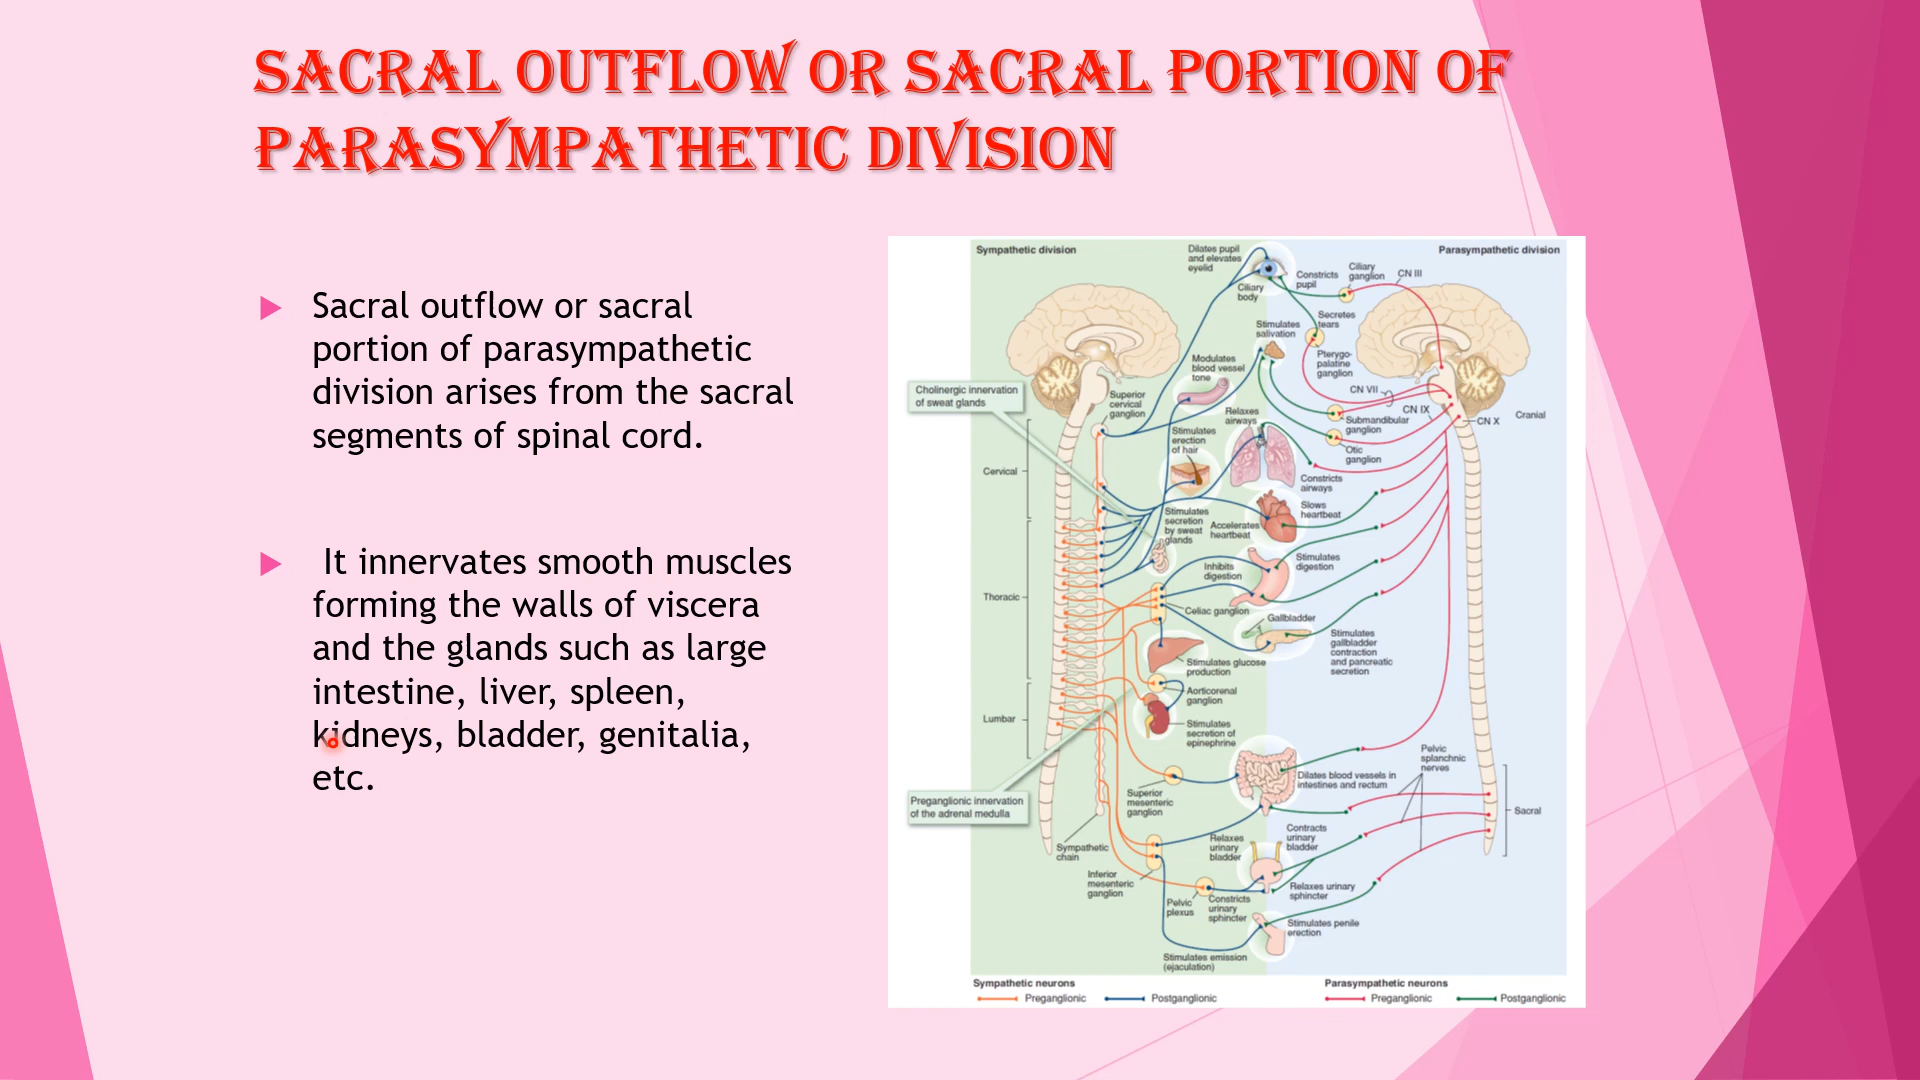 SACRAL OUTFLOW OR SACRAL PORTION OF
PARASYMPATHETIC DIVISION
Sacral outflow or sacral
portion of parasympathetic
division arises from the sacral
segments of spinal cord.
It innervates smooth muscles
forming the walls of viscera
and the glands such as large
intestine, liver, spleen,
kidneys, bladder, genitalia,
etc.
Sympathetic division
Parasympathetic division
Dilates pupil
and elevates
eyelid
Ciliary
body
Constricts
pupil
Ciliary
ganglion
CN III
Secretes
tears
Stimulates
salivation
Pterygo-
palatine
ganglion
Modulates
blood vessel
tone
CN VII
CN IX
CN X
Cranial
Cholinergic innervation
of sweat glands
Superior
cervical
ganglion
Relaxes
airways
Submandibular
ganglion
Stimulates
erection
of hair
Otic
ganglion
Cervical
Constricts
airways
Slows
heartbeat
Stimulates
secretion
by sweat
glands
Accelerates
heartbeat
Stimulates
digestion
Inhibits
digestion
Thoracic
Celiac ganglion
Gallbladder
Stimulates
gallbladder
contraction
and pancreatic
secretion
Stimulates glucose
production
Aorticorenal
ganglion
Lumbar
Stimulates
secretion of
epinephrine
Pelvic
splanchnic
nerves
Dilates blood vessels in
intestines and rectum
Superior
mesenteric
ganglion
Preganglionic innervation
of the adrenal medulla
Sacral
Contracts
urinary
bladder
Relaxes
urinary
bladder
Sympathetic
chain
Inferior
mesenteric
ganglion
Relaxes urinary
sphincter
Pelvic
plexus
Constricts
urinary
sphincter
Stimulates penile
erection
Stimulates emission
(ejaculation)
Sympathetic neurons
Preganglionic
Postganglionic
Parasympathetic neurons
Preganglionic
Postganglionic